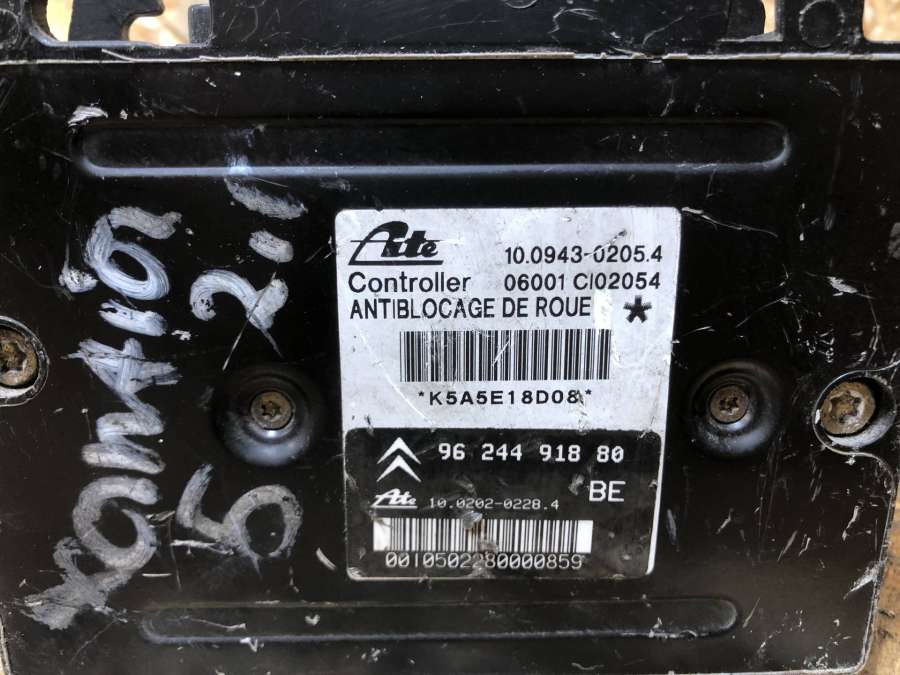 Ate
10.0943-0205.4
Controller
06001 CI02054
ANTIBLOCAGE DE ROUE
*
*K5A5E18D08*
96 244 918 80
BE
Ate 10.0202-0228.4
0010502280000859
2.